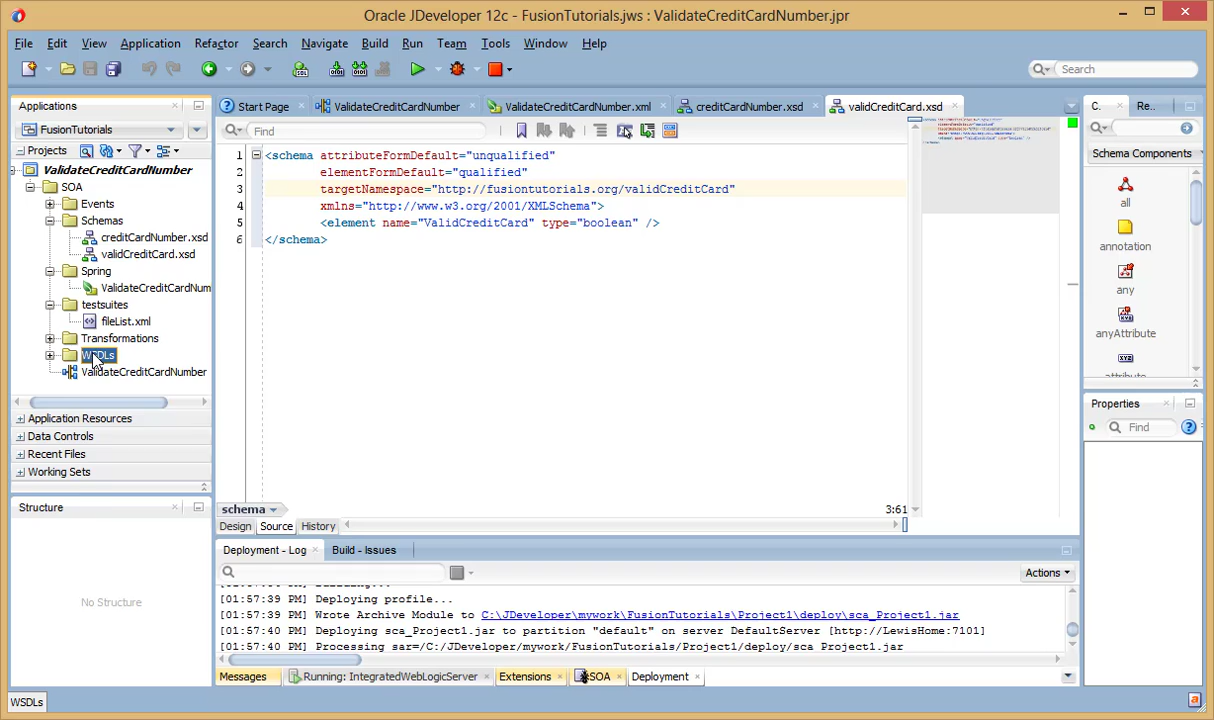 Oracle JDeveloper 12c - FusionTutorials.jws : ValidateCreditCardNumber.jpr
File Edit View Application Refactor Search Navigate Build Run Team Tools Window Help
Search
Applications
FusionTutorials
Projects
ValidateCreditCardNumber
SOA
Events
Schemas
creditCardNumber.xsd
validCreditCard.xsd
Spring
ValidateCreditCardNum
testsuites
fileList.xml
Transformations
WSDLs
ValidateCreditCardNumber
Application Resources
Data Controls
Recent Files
Working Sets
Structure
No Structure
Start Page ValidateCreditCardNumber ValidateCreditCardNumber.xml creditCardNumber.xsd validCreditCard.xsd
Find
1 <schema attributeFormDefault="unqualified"
2 elementFormDefault="qualified"
3 targetNamespace="http://fusiontutorials.org/validCreditCard"
4 xmlns="http://www.w3.org/2001/XMLSchema">
5 <element name="ValidCreditCard" type="boolean" />
6 </schema>
schema 3:61
Design Source History
Deployment - Log Build - Issues
Actions
[01:57:39 PM] Deploying profile...
[01:57:39 PM] Wrote Archive Module to C:\JDeveloper\mywork\FusionTutorials\Project1\deploy\sca_Project1.jar
[01:57:40 PM] Deploying sca_Project1.jar to partition "default" on server DefaultServer [http://LewisHome:7101]
[01:57:40 PM] Processing sar=/C:/JDeveloper/mywork/FusionTutorials/Project1/deploy/sca_Project1.jar
Messages Running: IntegratedWebLogicServer Extensions SOA Deployment
C. Re..
Schema Components
all
annotation
any
anyAttribute
attribute
Properties
Find
WSDLs